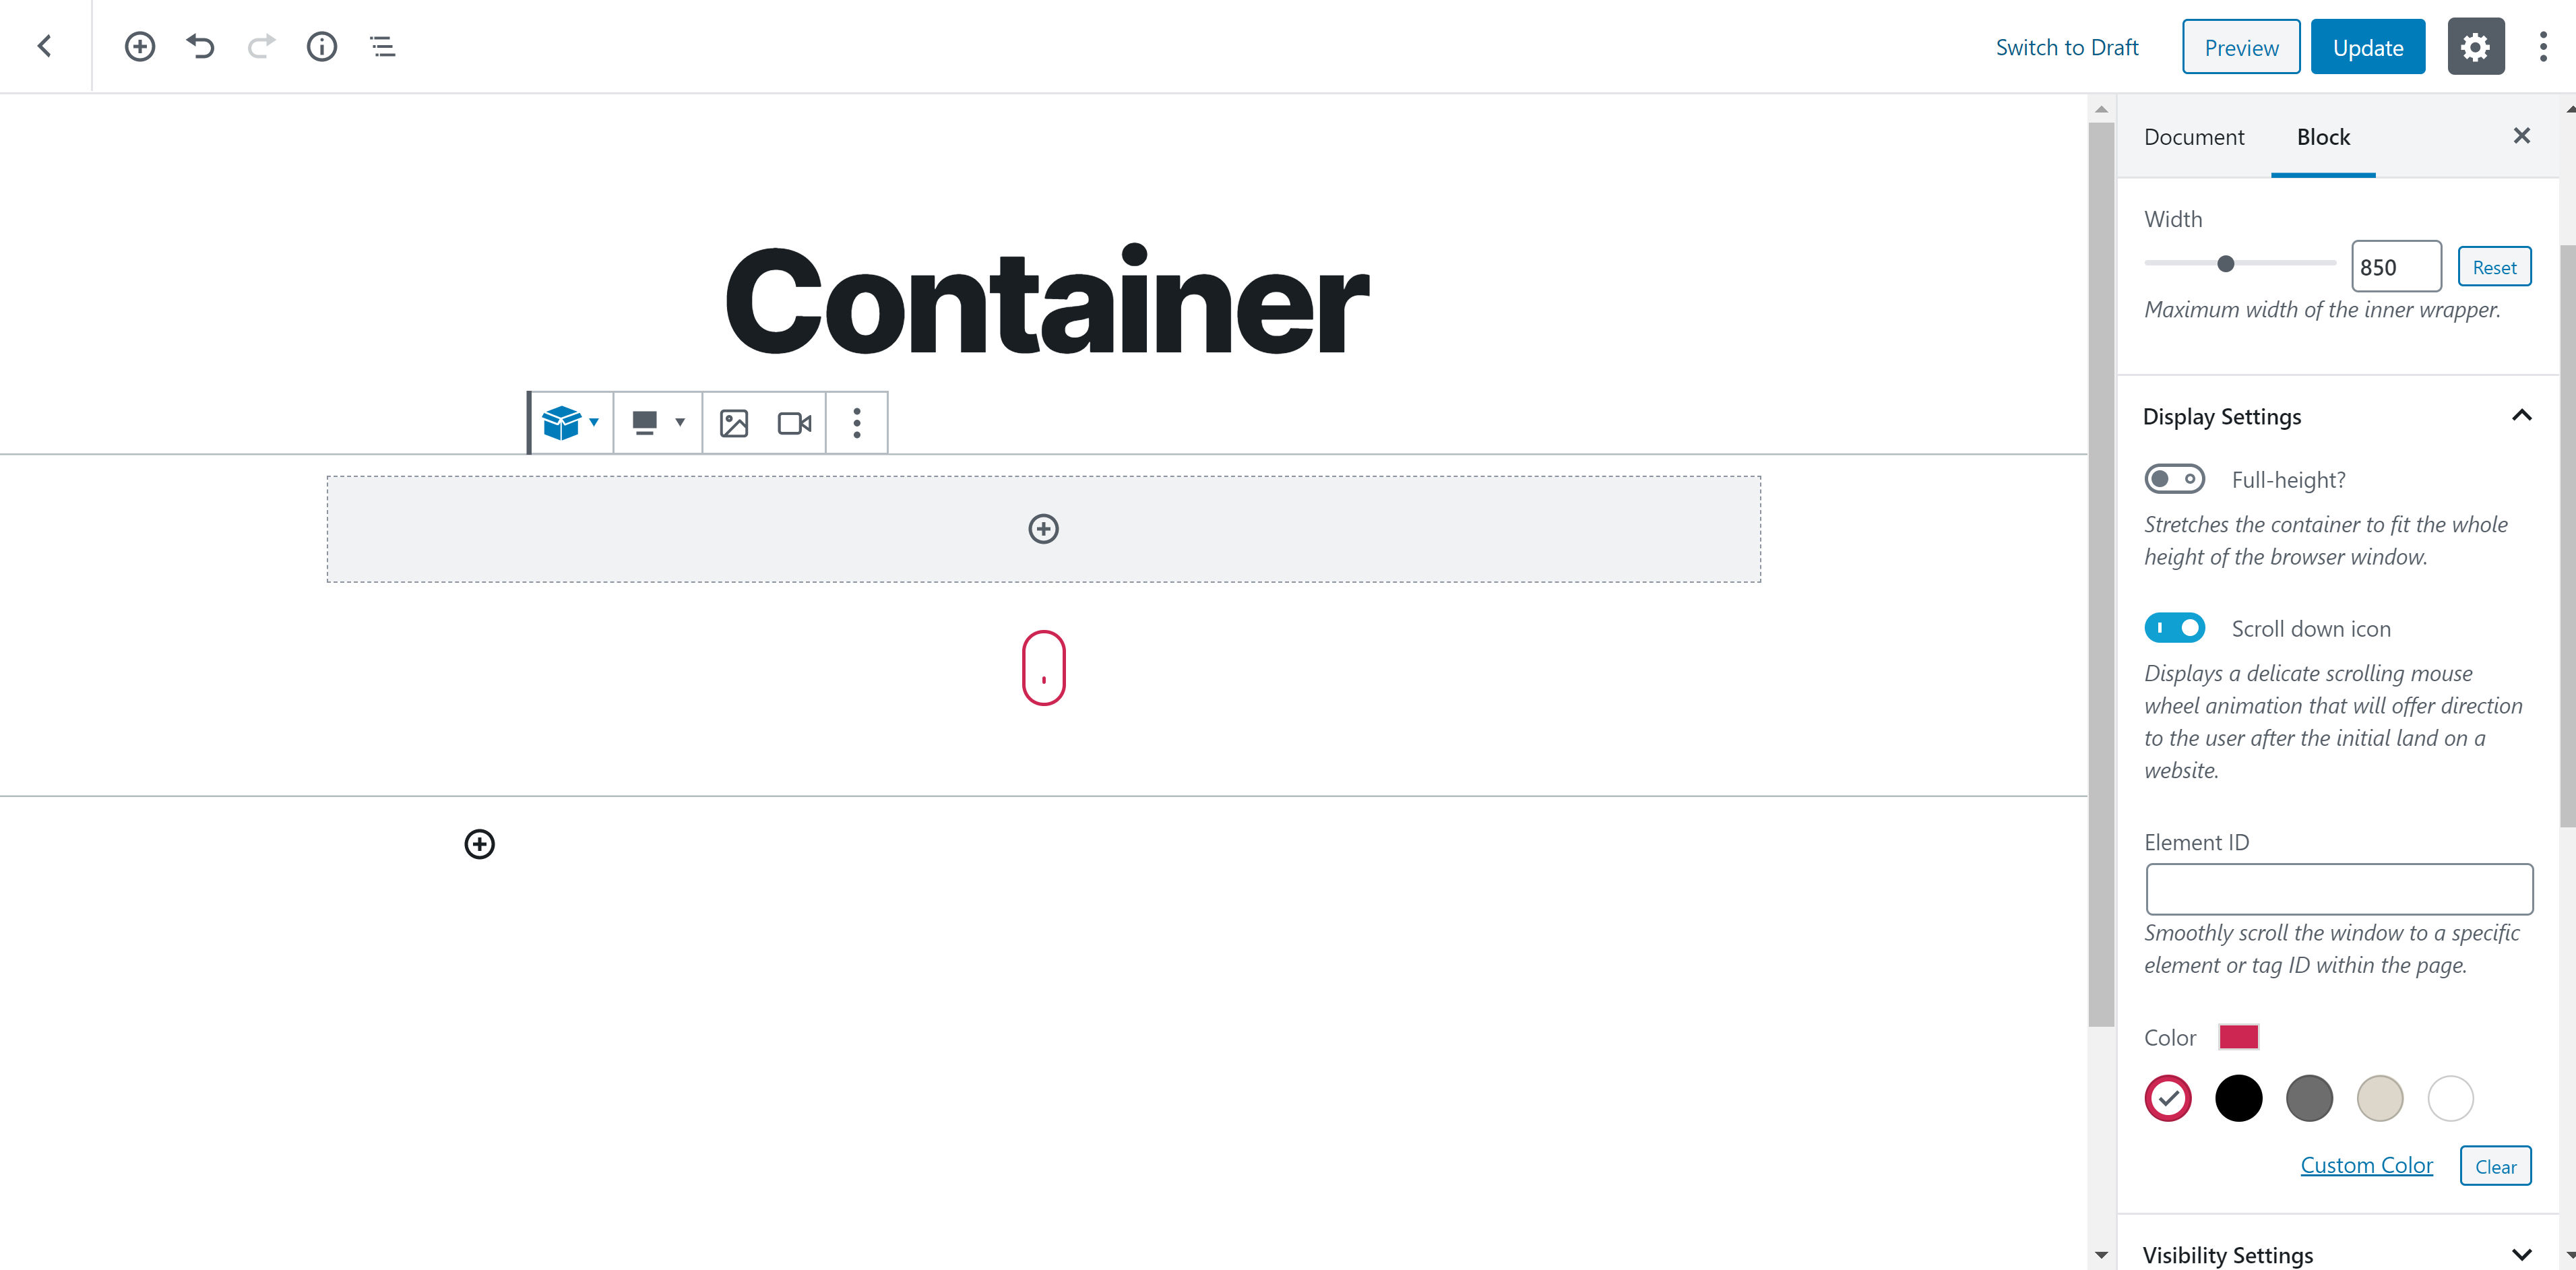 Switch to Draft
Preview
Update
Document
Block
Width
850
Reset
Maximum width of the inner wrapper.
Container
Display Settings
Full-height?
Stretches the container to fit the whole
height of the browser window.
Scroll down icon
Displays a delicate scrolling mouse
wheel animation that will offer direction
to the user after the initial land on a
website.
Element ID
Smoothly scroll the window to a specific
element or tag ID within the page.
Color
Custom Color
Clear
Visibility Settings